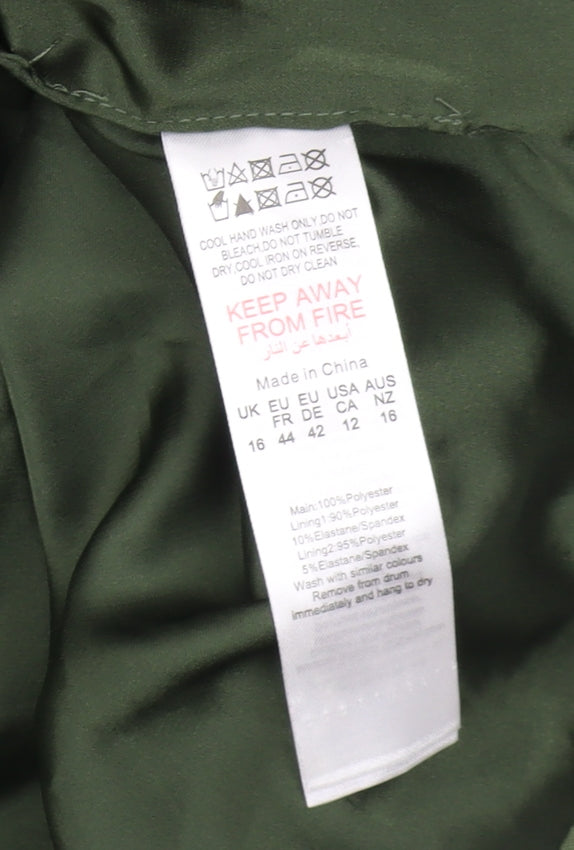 COOL HAND WASH ONLY,DO NOT
BLEACH,DO NOT TUMBLE
DRY,COOL IRON ON REVERSE,
DO NOT DRY CLEAN
KEEP AWAY
FROM FIRE
أبعدها عن النار
Made in China
UK EU FR EU DE USA CA AUS NZ
16 44 42 12 16
Main:100%Polyester
Lining1:90%Polyester
10%Elastane/Spandex
Lining2:95%Polyester
5%Elastane/Spandex
Wash with similar colours
Remove from drum
immediately and hang to dry